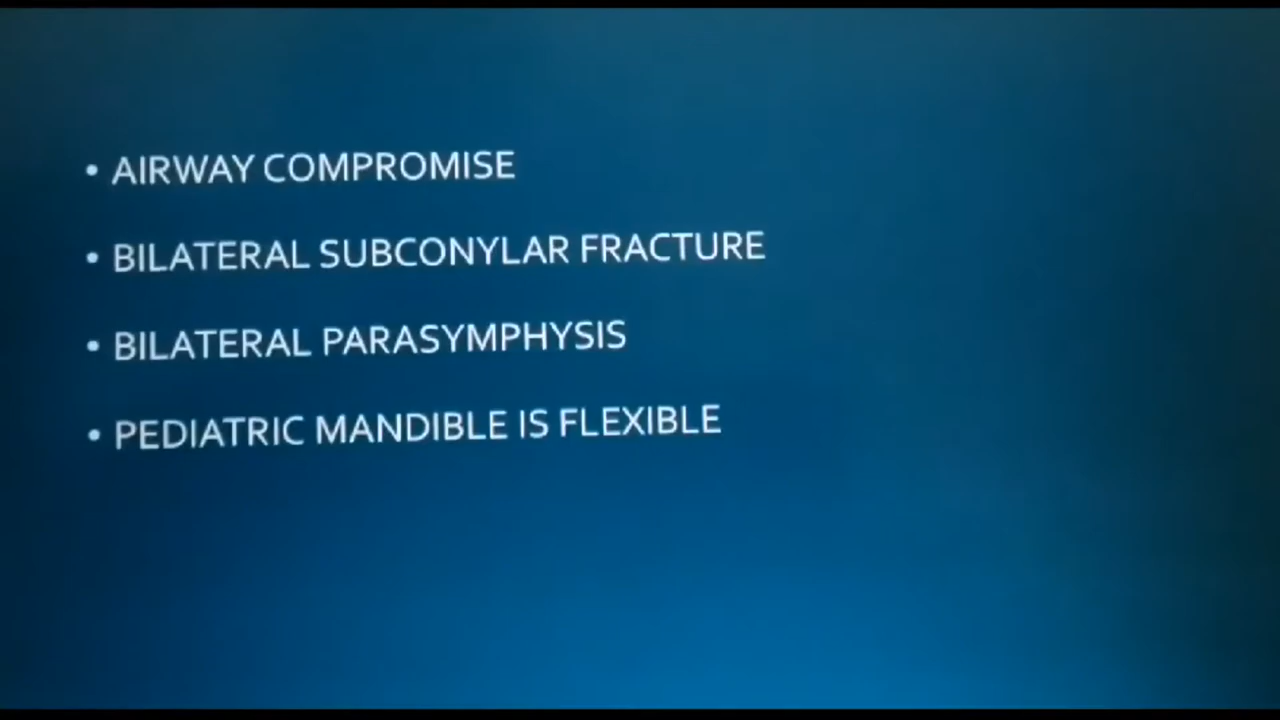 • AIRWAY COMPROMISE
• BILATERAL SUBCONYLAR FRACTURE
• BILATERAL PARASYMPHYSIS
• PEDIATRIC MANDIBLE IS FLEXIBLE